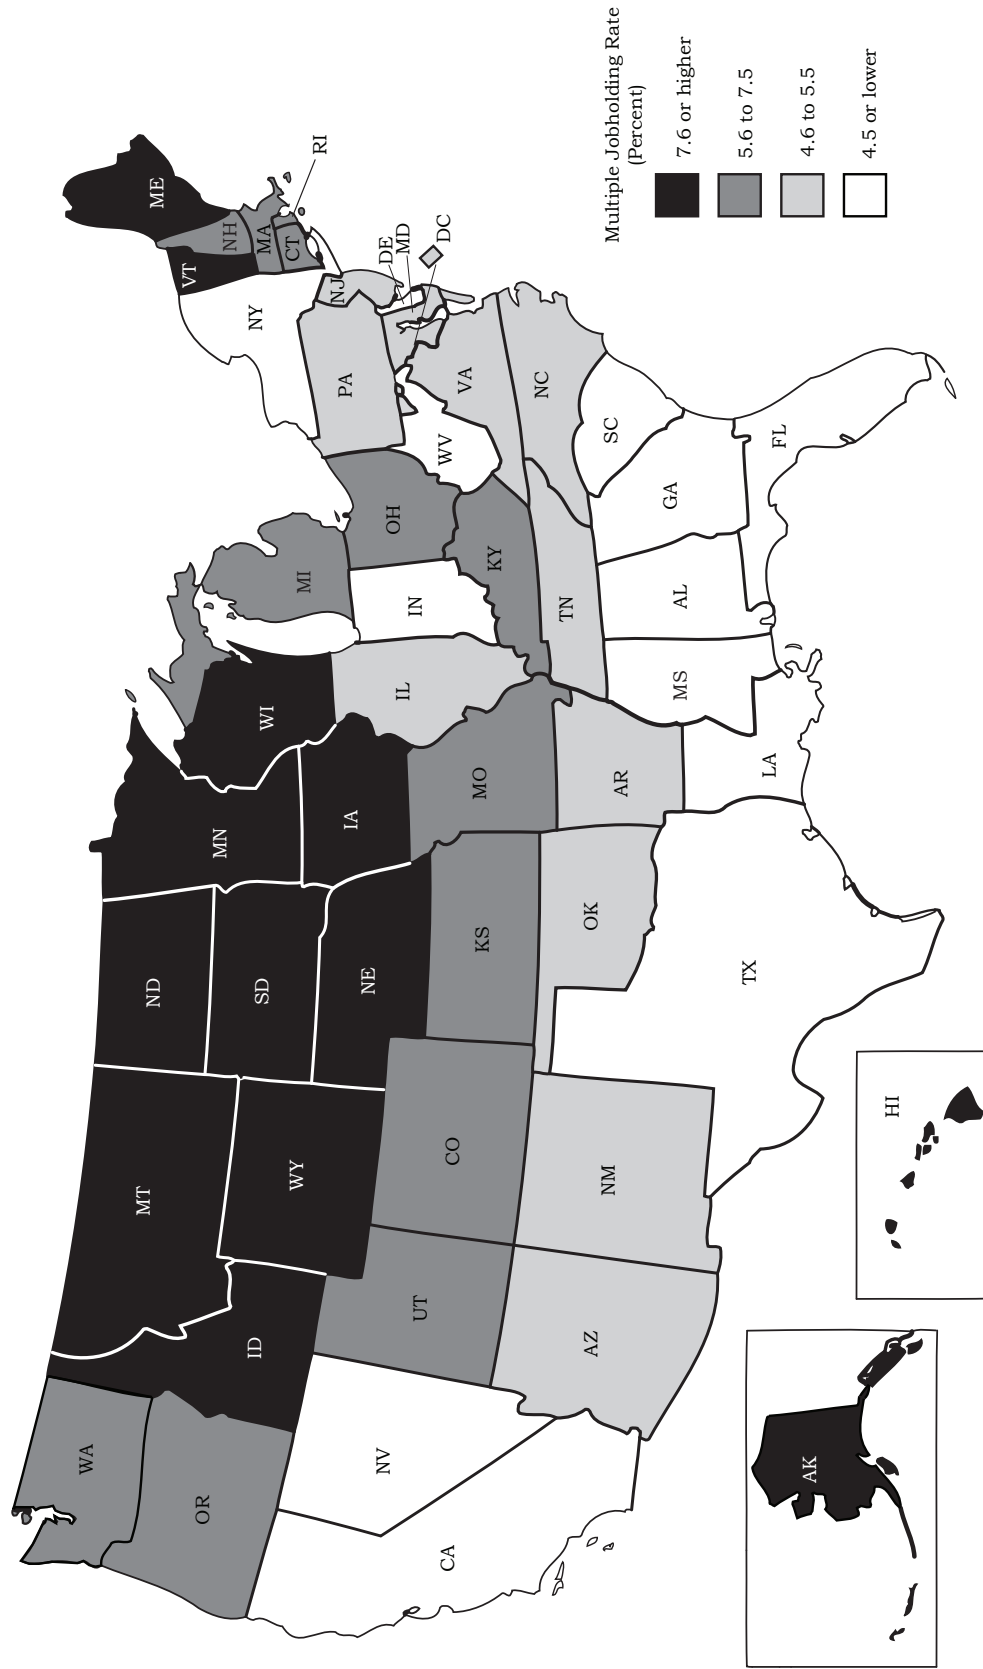 Multiple Jobholding Rate
(Percent)
7.6 or higher
5.6 to 7.5
4.6 to 5.5
4.5 or lower
WA
OR
CA
NV
ID
MT
WY
UT
AZ
CO
NM
ND
SD
NE
KS
OK
TX
MN
IA
MO
AR
LA
WI
IL
MS
MI
IN
KY
TN
AL
OH
WV
VA
NC
SC
GA
FL
PA
NY
NJ
DE
MD
DC
VT
NH
MA
CT
RI
ME
AK
HI